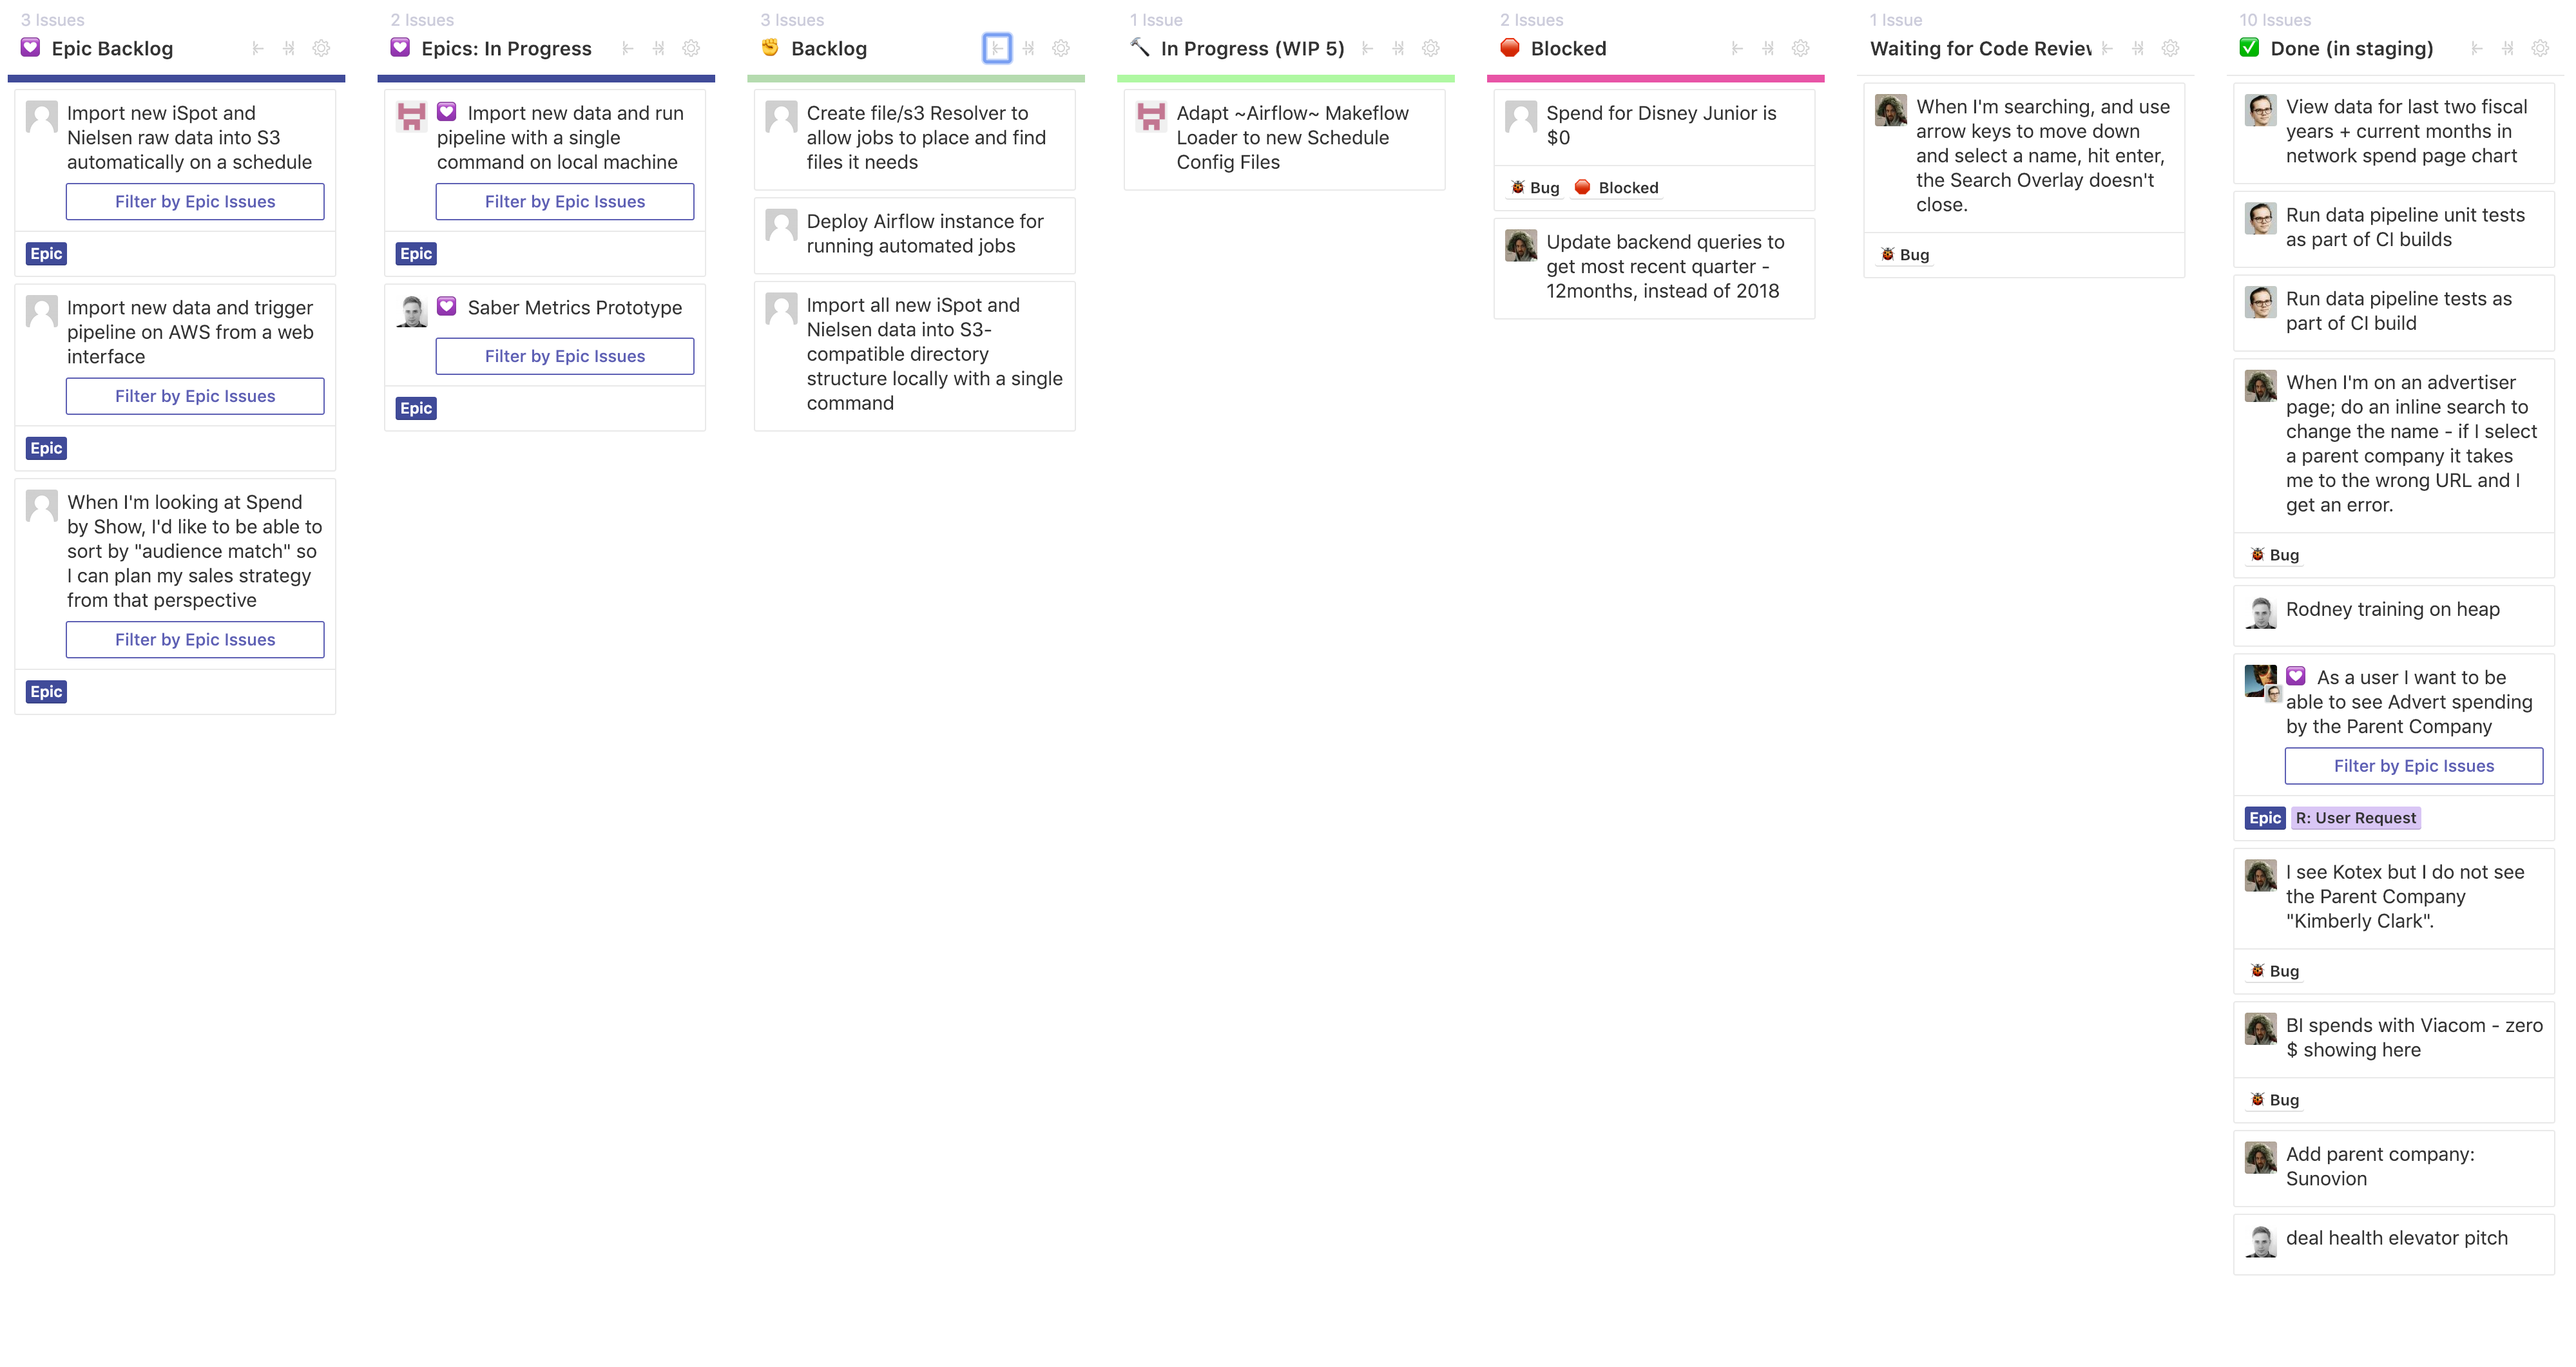 3 Issues
Epic Backlog
Import new iSpot and
Nielsen raw data into S3
automatically on a schedule
Filter by Epic Issues
Epic
Import new data and trigger
pipeline on AWS from a web
interface
Filter by Epic Issues
Epic
When I'm looking at Spend
by Show, I'd like to be able to
sort by "audience match" so
I can plan my sales strategy
from that perspective
Filter by Epic Issues
Epic
2 Issues
Epics: In Progress
Import new data and run
pipeline with a single
command on local machine
Filter by Epic Issues
Epic
Saber Metrics Prototype
Filter by Epic Issues
Epic
3 Issues
Backlog
Create file/s3 Resolver to
allow jobs to place and find
files it needs
Deploy Airflow instance for
running automated jobs
Import all new iSpot and
Nielsen data into S3-
compatible directory
structure locally with a single
command
1 Issue
In Progress (WIP 5)
Adapt ~Airflow~ Makeflow
Loader to new Schedule
Config Files
2 Issues
Blocked
Spend for Disney Junior is
$0
Bug Blocked
Update backend queries to
get most recent quarter -
12months, instead of 2018
1 Issue
Waiting for Code Review
When I'm searching, and use
arrow keys to move down
and select a name, hit enter,
the Search Overlay doesn't
close.
Bug
10 Issues
Done (in staging)
View data for last two fiscal
years + current months in
network spend page chart
Run data pipeline unit tests
as part of CI builds
Run data pipeline tests as
part of CI build
When I'm on an advertiser
page; do an inline search to
change the name - if I select
a parent company it takes
me to the wrong URL and I
get an error.
Bug
Rodney training on heap
As a user I want to be
able to see Advert spending
by the Parent Company
Filter by Epic Issues
Epic R: User Request
I see Kotex but I do not see
the Parent Company
"Kimberly Clark".
Bug
BI spends with Viacom - zero
$ showing here
Bug
Add parent company:
Sunovion
deal health elevator pitch